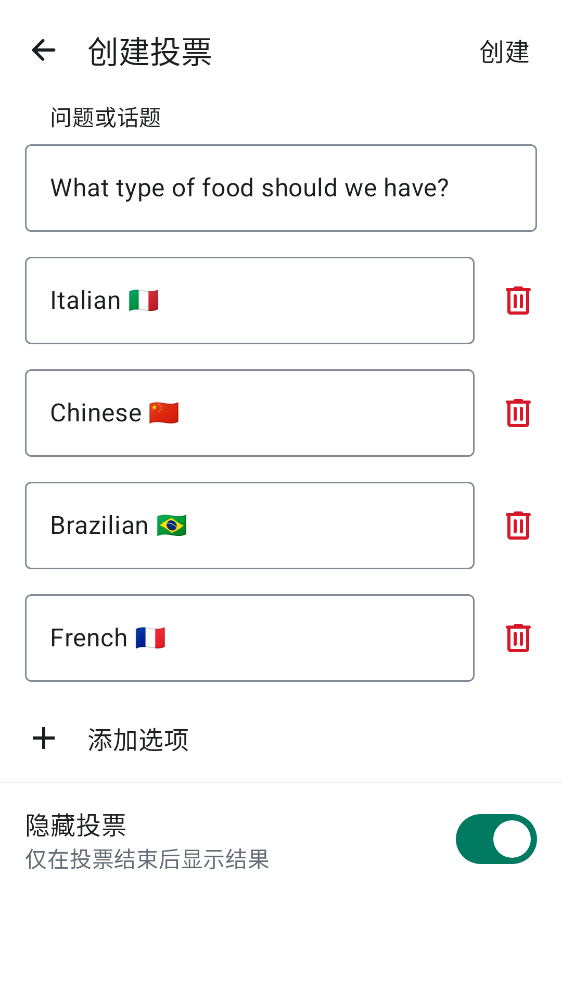 创建投票
创建
问题或话题
What type of food should we have?
Italian 🇮🇹
Chinese 🇨🇳
Brazilian 🇧🇷
French 🇫🇷
添加选项
隐藏投票
仅在投票结束后显示结果